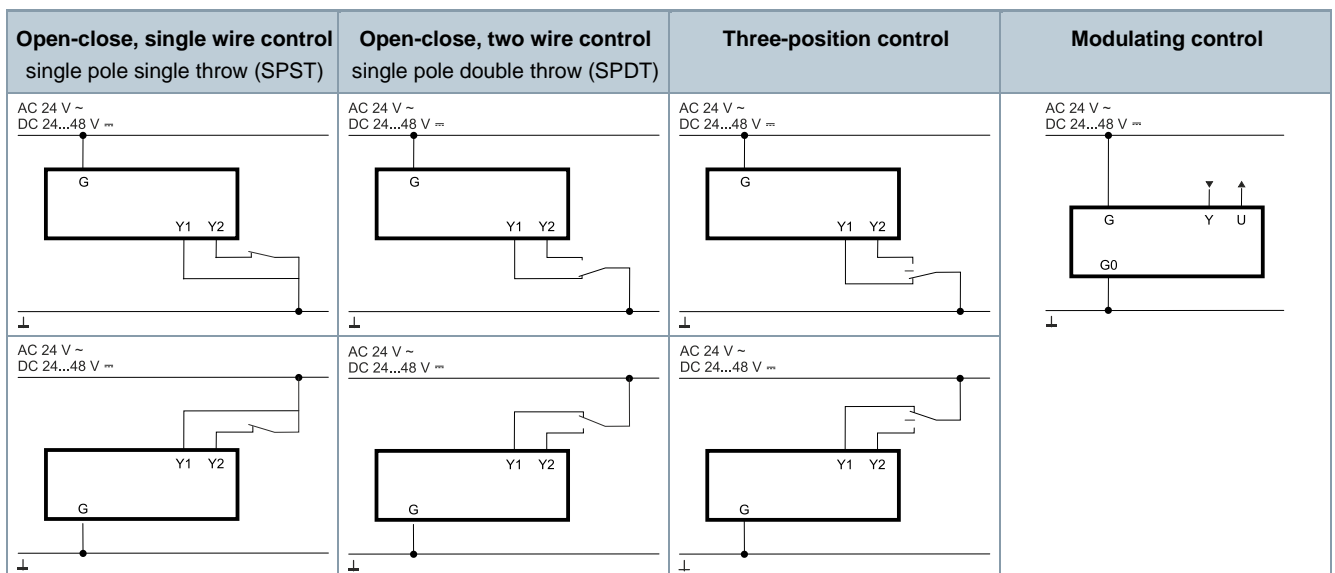 Open-close, single wire control
single pole single throw (SPST)
Open-close, two wire control
single pole double throw (SPDT)
Three-position control
Modulating control
AC 24 V ~
DC 24...48 V ⎓
G
Y1 Y2
AC 24 V ~
DC 24...48 V ⎓
G
Y1 Y2
AC 24 V ~
DC 24...48 V ⎓
G
Y1 Y2
AC 24 V ~
DC 24...48 V ⎓
G Y U
G0
AC 24 V ~
DC 24...48 V ⎓
Y1 Y2
G
AC 24 V ~
DC 24...48 V ⎓
Y1 Y2
G
AC 24 V ~
DC 24...48 V ⎓
Y1 Y2
G